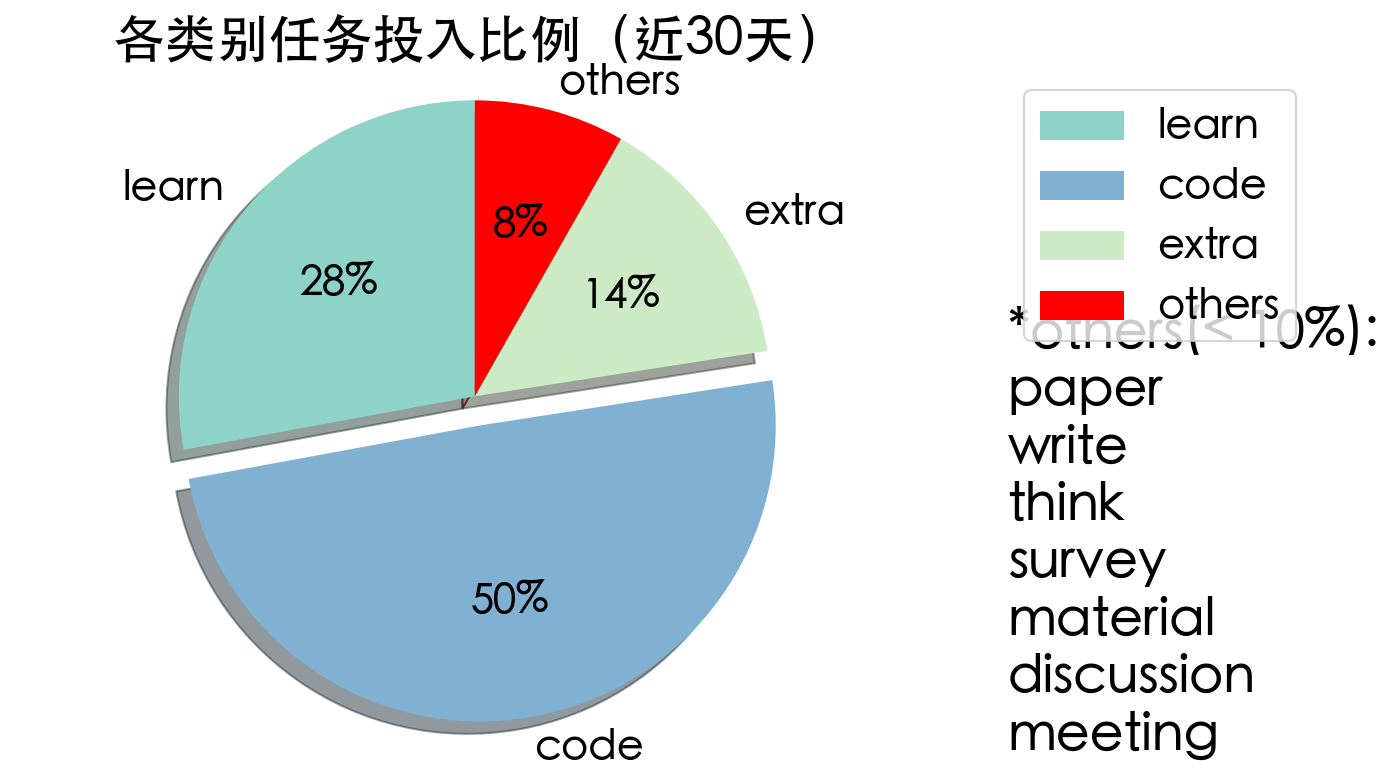 各类别任务投入比例（近30天）
others
learn
extra
8%
28%
14%
50%
code
learn
code
extra
others
*others(< 10%):
paper
write
think
survey
material
discussion
meeting